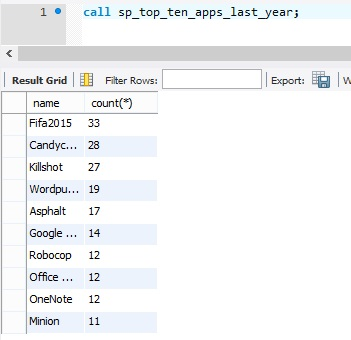 1 call sp_top_ten_apps_last_year;
Result Grid Filter Rows: Export: W
name count(*)
Fifa2015 33
Candyc... 28
Killshot 27
Wordpu... 19
Asphalt 17
Google ... 14
Robocop 12
Office ... 12
OneNote 12
Minion 11